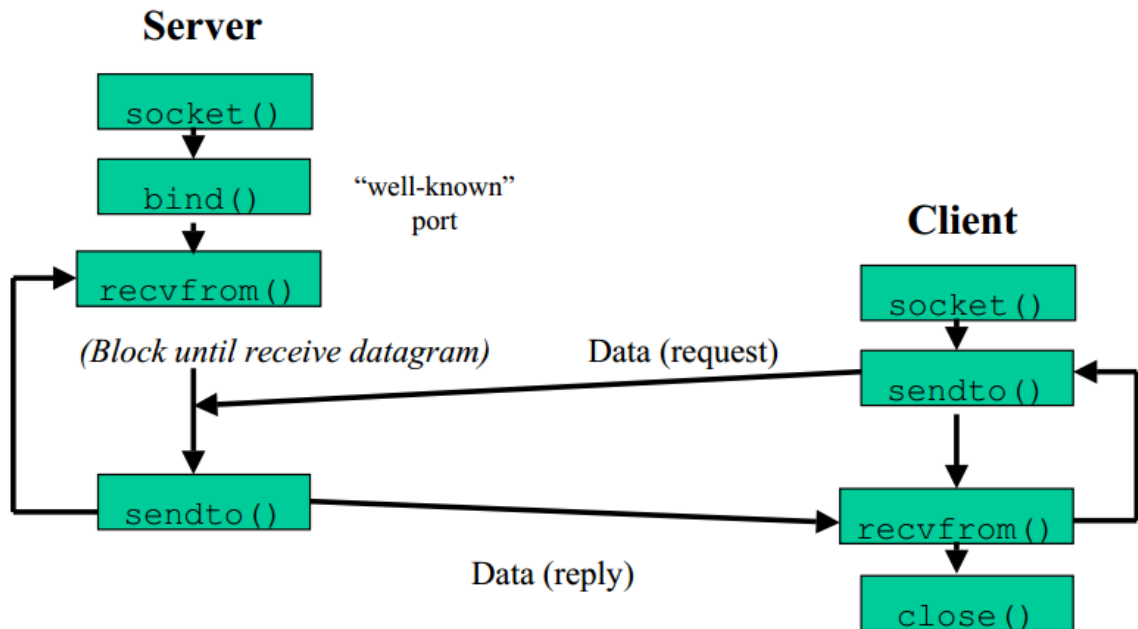 Server
socket()
bind()
“well-known”
port
recvfrom()
(Block until receive datagram)
sendto()
Client
socket()
Data (request)
sendto()
recvfrom()
Data (reply)
close()